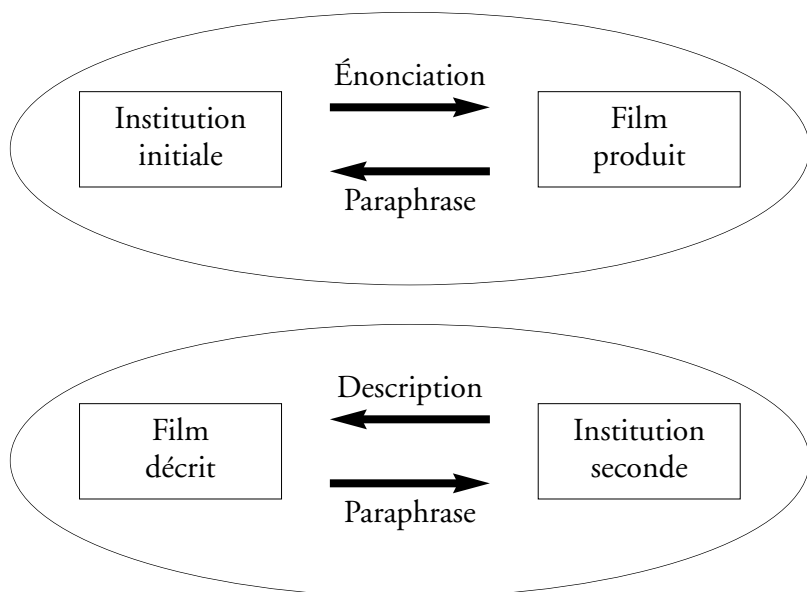 Énonciation
Institution
initiale
Film
produit
Paraphrase
Description
Film
décrit
Institution
seconde
Paraphrase